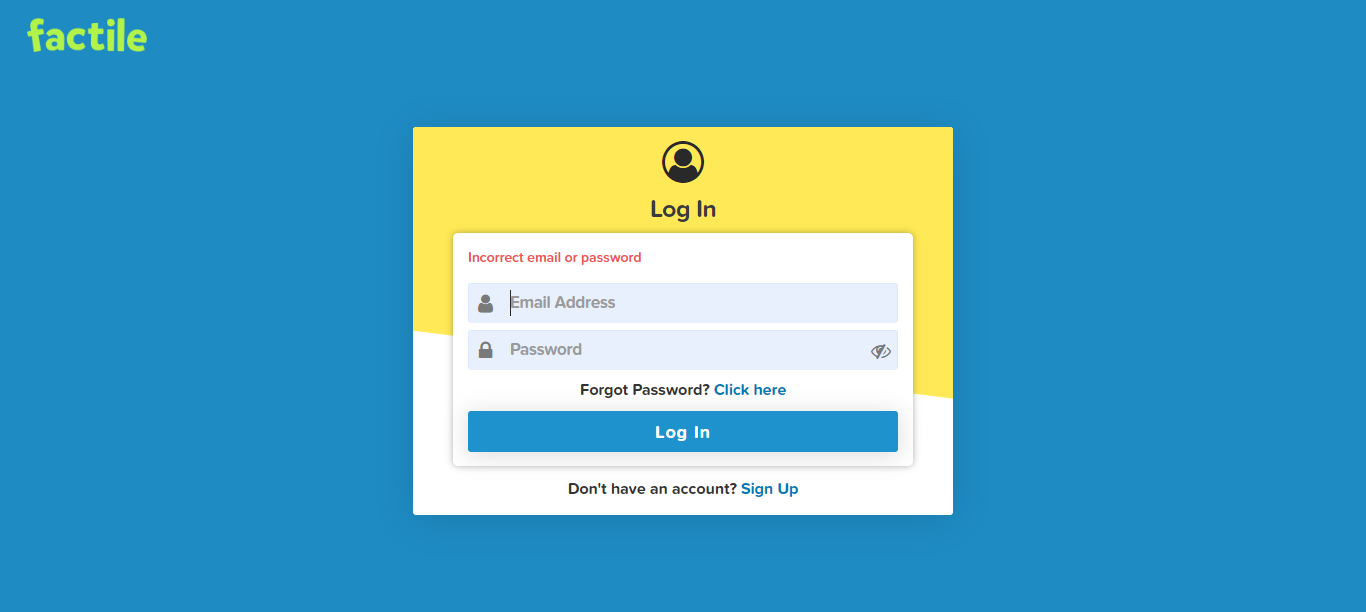 factile
Log In
Incorrect email or password
Email Address
Password
Forgot Password? Click here
Log In
Don't have an account? Sign Up